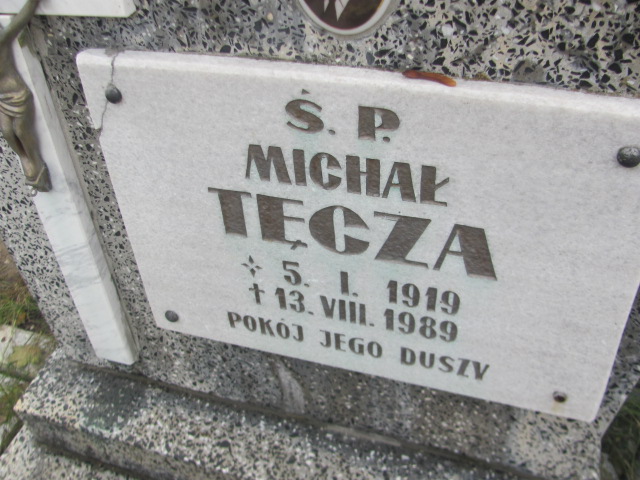 Ś. P.
MICHAŁ
TĘCZA
5. I. 1919
† 13. VIII. 1989
POKÓJ JEGO DUSZY